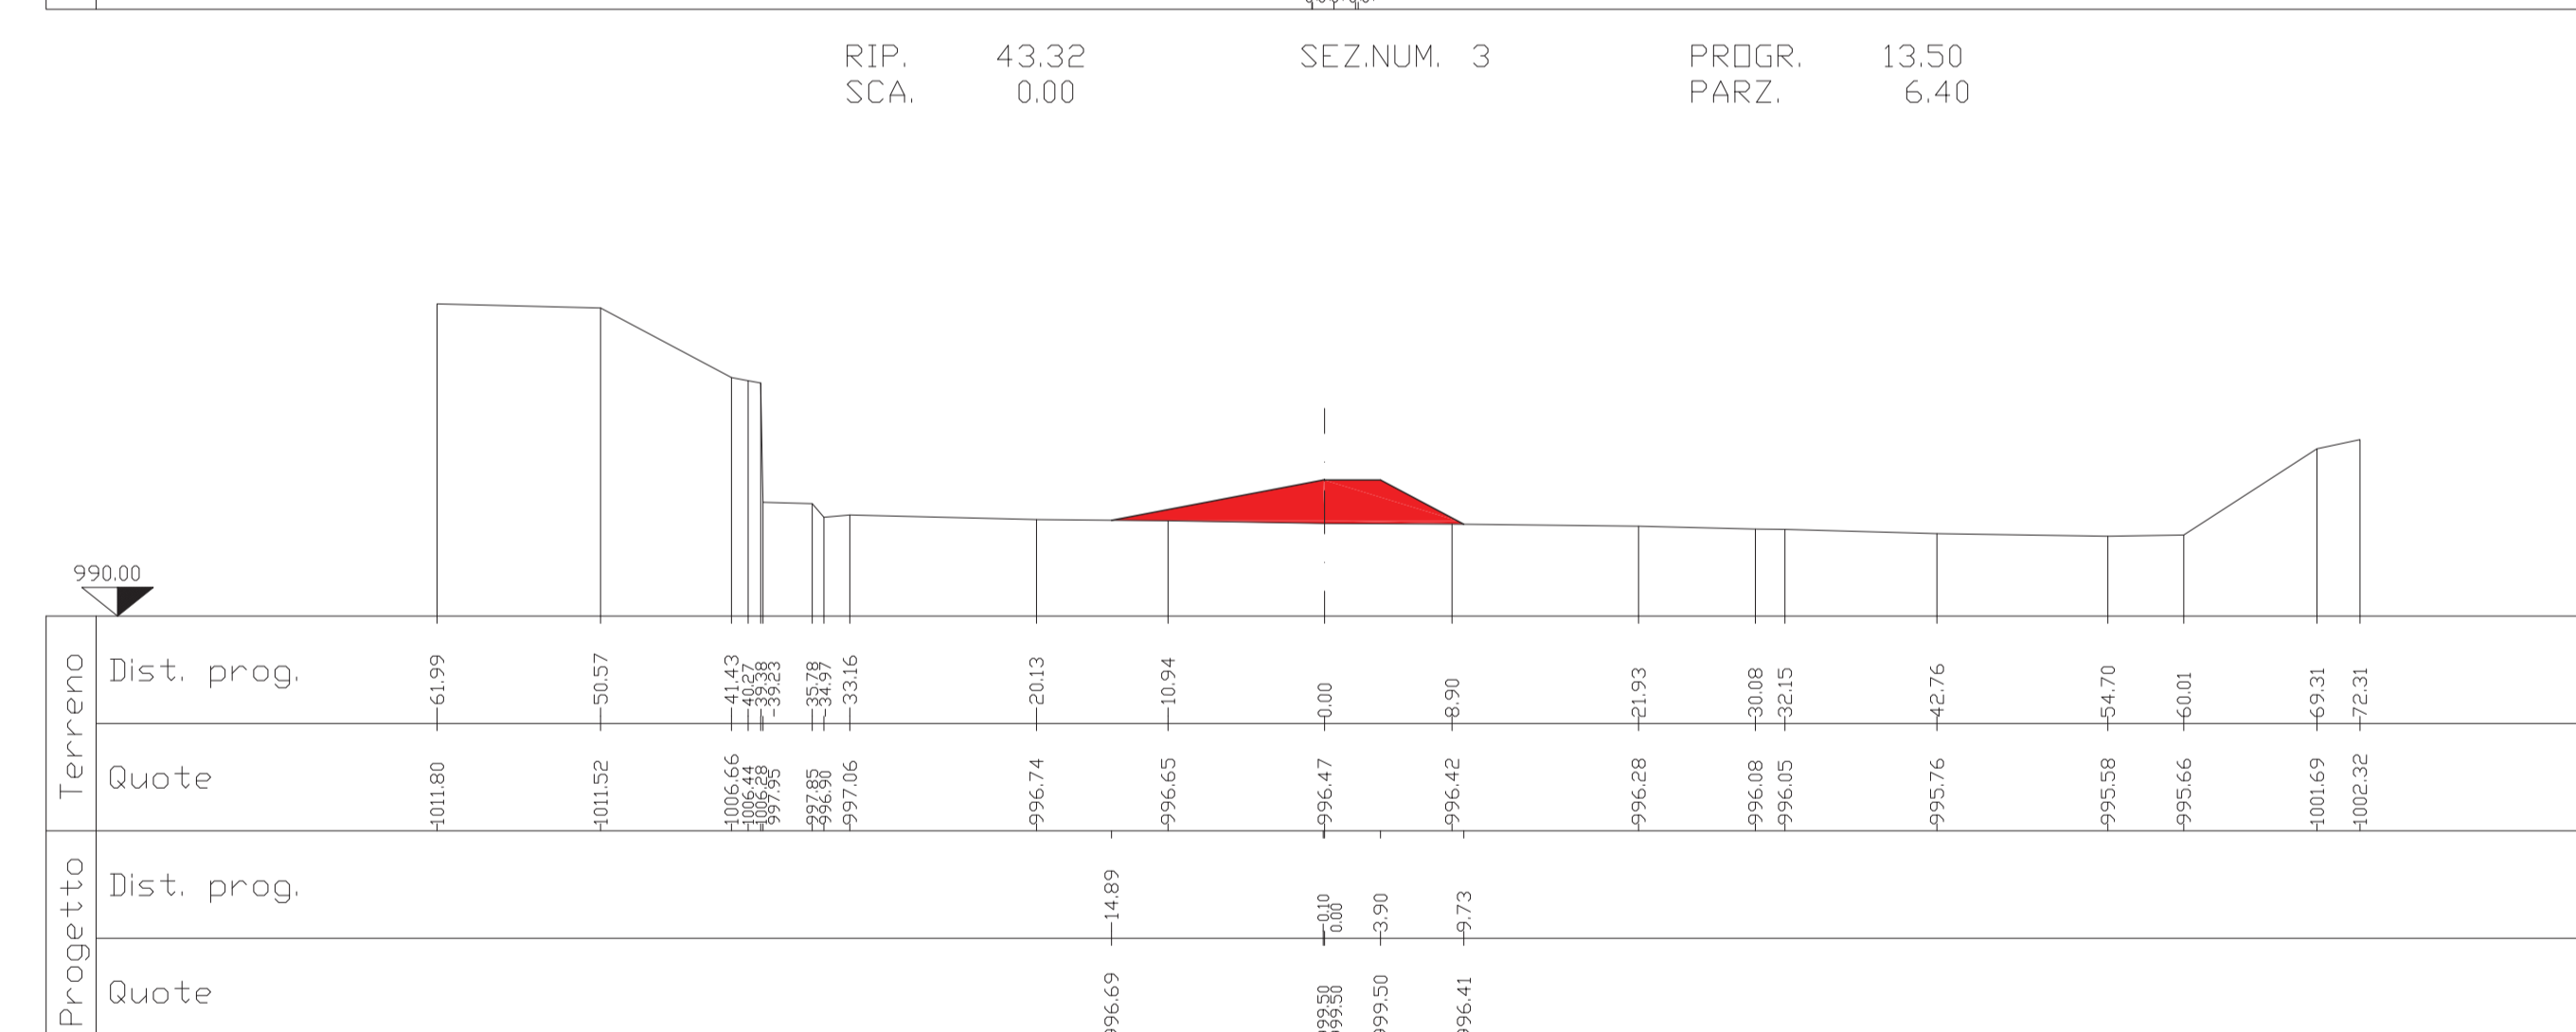 RIP. 43.32 SEZ.NUM. 3 PROGR. 13.50
SCA. 0.00 PARZ. 6.40
990.00
Terreno
Dist. prog. -61.99 -50.57 -41.43 -40.27 -39.38 -39.23 -35.78 -34.97 -33.16 -20.13 -10.94 0.00 8.90 21.93 30.08 32.15 42.76 54.70 60.01 69.31 72.31
Quote 1011.80 1011.52 1006.66 1006.44 1006.28 997.95 997.85 996.90 997.06 996.74 996.65 996.47 996.42 996.28 996.08 996.05 995.76 995.58 995.66 1001.69 1002.32
Progetto
Dist. prog. -14.89 -0.10 0.00 3.90 9.73
Quote 996.69 999.50 999.50 999.50 996.41